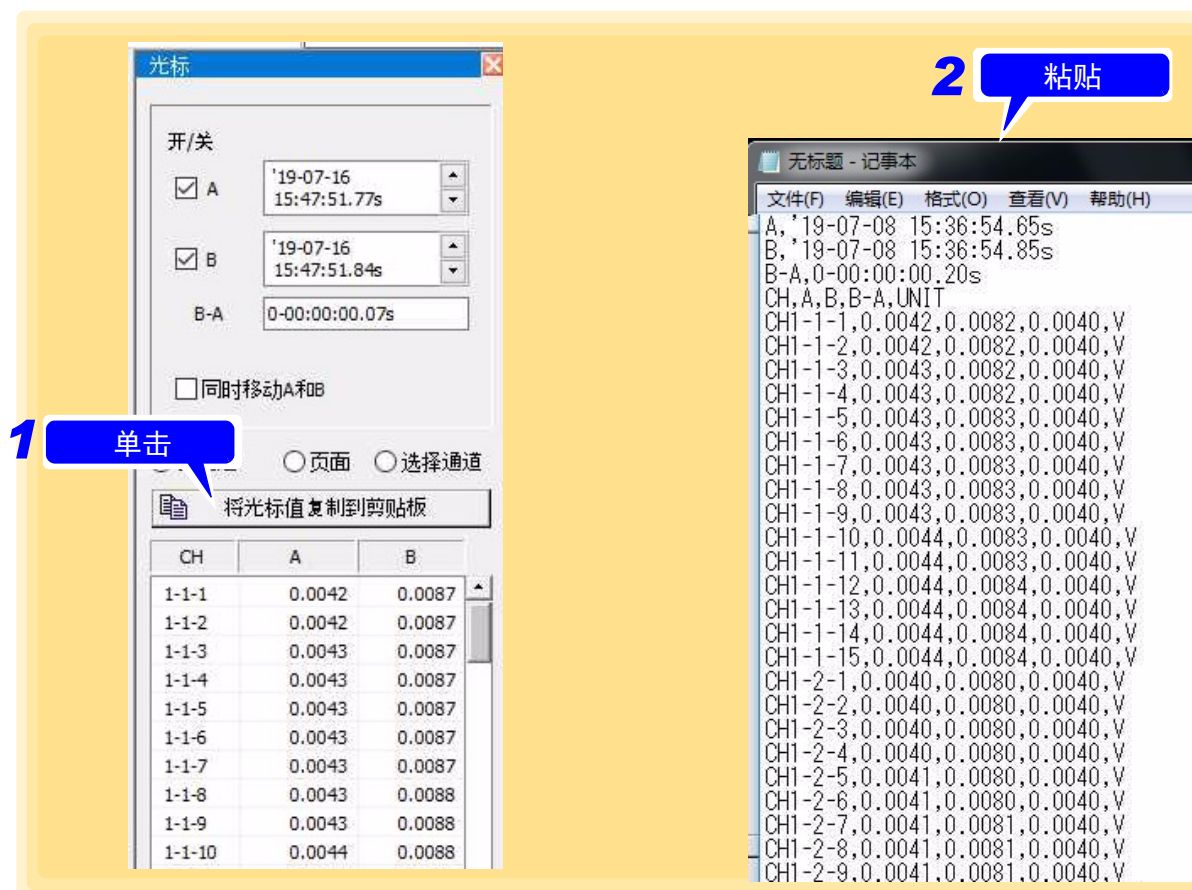 光标
开/关
A
'19-07-16
15:47:51.77s
B
'19-07-16
15:47:51.84s
B-A 0-00:00:00.07s
同时移动A和B
1 单击
页面 选择通道
将光标值复制到剪贴板
CH A B
1-1-1 0.0042 0.0087
1-1-2 0.0042 0.0087
1-1-3 0.0043 0.0087
1-1-4 0.0043 0.0087
1-1-5 0.0043 0.0087
1-1-6 0.0043 0.0087
1-1-7 0.0043 0.0087
1-1-8 0.0043 0.0088
1-1-9 0.0043 0.0088
1-1-10 0.0044 0.0088
2 粘贴
无标题 - 记事本
文件(F) 编辑(E) 格式(O) 查看(V) 帮助(H)
A,'19-07-08 15:36:54.65s
B,'19-07-08 15:36:54.85s
B-A,0-00:00:00.20s
CH,A,B,B-A,UNIT
CH1-1-1,0.0042,0.0082,0.0040,V
CH1-1-2,0.0042,0.0082,0.0040,V
CH1-1-3,0.0043,0.0082,0.0040,V
CH1-1-4,0.0043,0.0082,0.0040,V
CH1-1-5,0.0043,0.0083,0.0040,V
CH1-1-6,0.0043,0.0083,0.0040,V
CH1-1-7,0.0043,0.0083,0.0040,V
CH1-1-8,0.0043,0.0083,0.0040,V
CH1-1-9,0.0043,0.0083,0.0040,V
CH1-1-10,0.0044,0.0083,0.0040,V
CH1-1-11,0.0044,0.0083,0.0040,V
CH1-1-12,0.0044,0.0084,0.0040,V
CH1-1-13,0.0044,0.0084,0.0040,V
CH1-1-14,0.0044,0.0084,0.0040,V
CH1-1-15,0.0044,0.0084,0.0040,V
CH1-2-1,0.0040,0.0080,0.0040,V
CH1-2-2,0.0040,0.0080,0.0040,V
CH1-2-3,0.0040,0.0080,0.0040,V
CH1-2-4,0.0040,0.0080,0.0040,V
CH1-2-5,0.0041,0.0080,0.0040,V
CH1-2-6,0.0041,0.0080,0.0040,V
CH1-2-7,0.0041,0.0081,0.0040,V
CH1-2-8,0.0041,0.0081,0.0040,V
CH1-2-9,0.0041,0.0081,0.0040,V